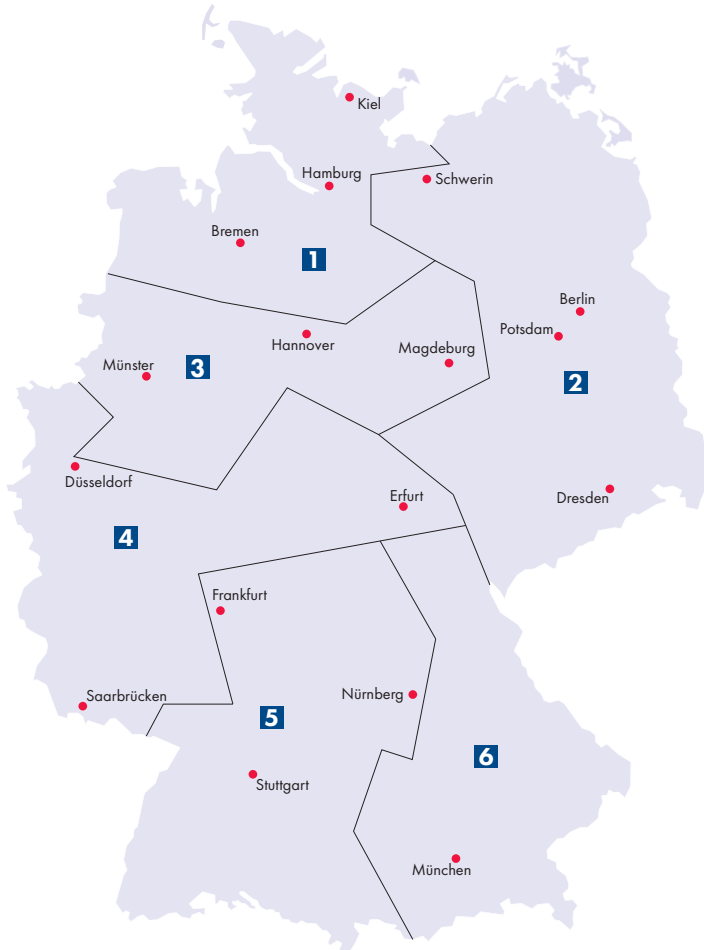 Kiel
Hamburg
Schwerin
Bremen
1
Berlin
Potsdam
Hannover
Magdeburg
Münster
3
2
Düsseldorf
Erfurt
Dresden
4
Frankfurt
Saarbrücken
Nürnberg
5
6
Stuttgart
München